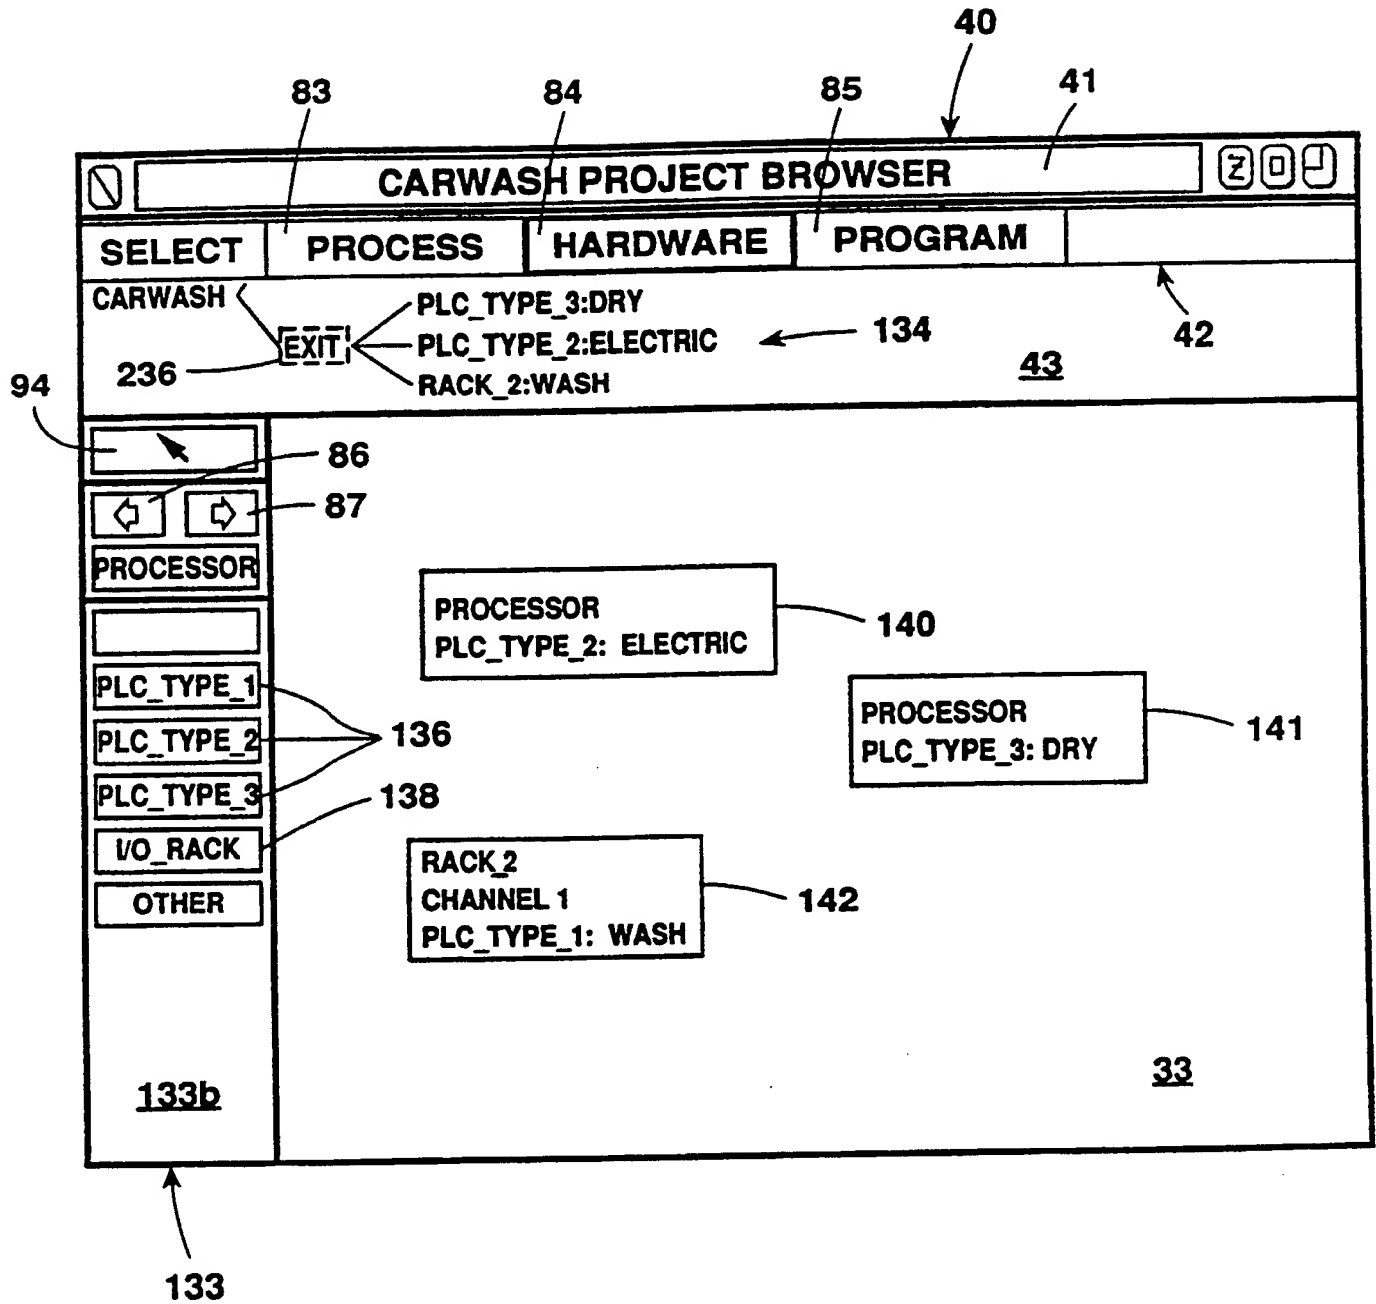 40
83
84
85
41
CARWASH PROJECT BROWSER
SELECT
PROCESS
HARDWARE
PROGRAM
CARWASH
PLC_TYPE_3:DRY
EXIT
PLC_TYPE_2:ELECTRIC
134
42
236
RACK_2:WASH
43
94
86
87
PROCESSOR
PROCESSOR
PLC_TYPE_2: ELECTRIC
140
PLC_TYPE_1
PLC_TYPE_2
PLC_TYPE_3
136
PROCESSOR
PLC_TYPE_3: DRY
141
I/O_RACK
138
OTHER
RACK_2
CHANNEL 1
PLC_TYPE_1: WASH
142
133b
33
133